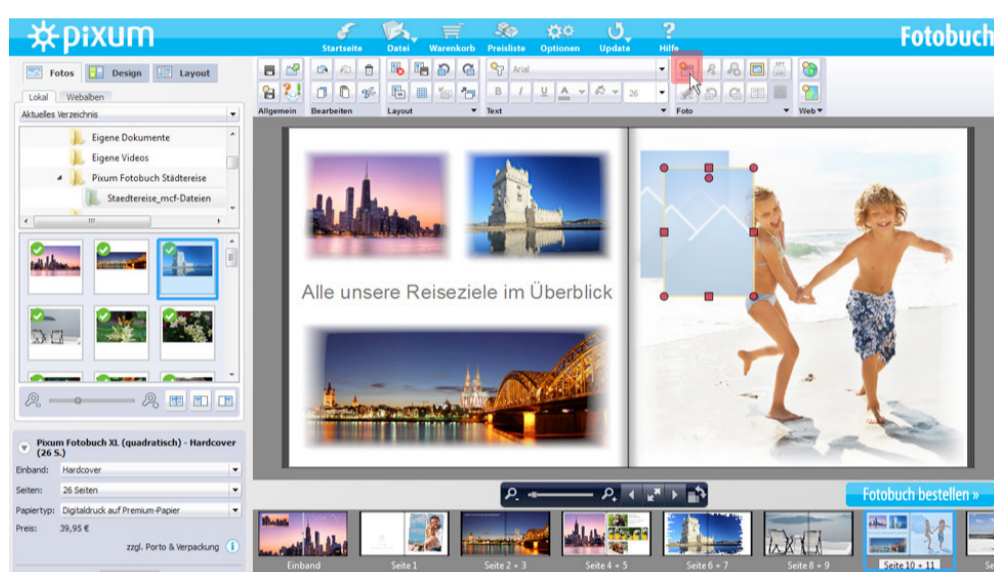 pixum
Startseite
Datei
Warenkorb
Preisliste
Optionen
Update
Hilfe
Fotobuch
Fotos
Design
Layout
Lokal
Webalben
Aktuelles Verzeichnis
Eigene Dokumente
Eigene Videos
Pixum Fotobuch Städtereise
Staedtereise_mcf-Dateien
Arial
B I U A 26
Allgemein
Bearbeiten
Layout
Text
Foto
Web
Alle unsere Reiseziele im Überblick
Pixum Fotobuch XL (quadratisch) - Hardcover
(26 S.)
Einband: Hardcover
Seiten: 26 Seiten
Papiertyp: Digitaldruck auf Premium-Papier
Preis: 39,95 €
zzgl. Porto & Verpackung
Fotobuch bestellen »
Einband
Seite 1
Seite 2 + 3
Seite 4 + 5
Seite 6 + 7
Seite 8 + 9
Seite 10 + 11
Se